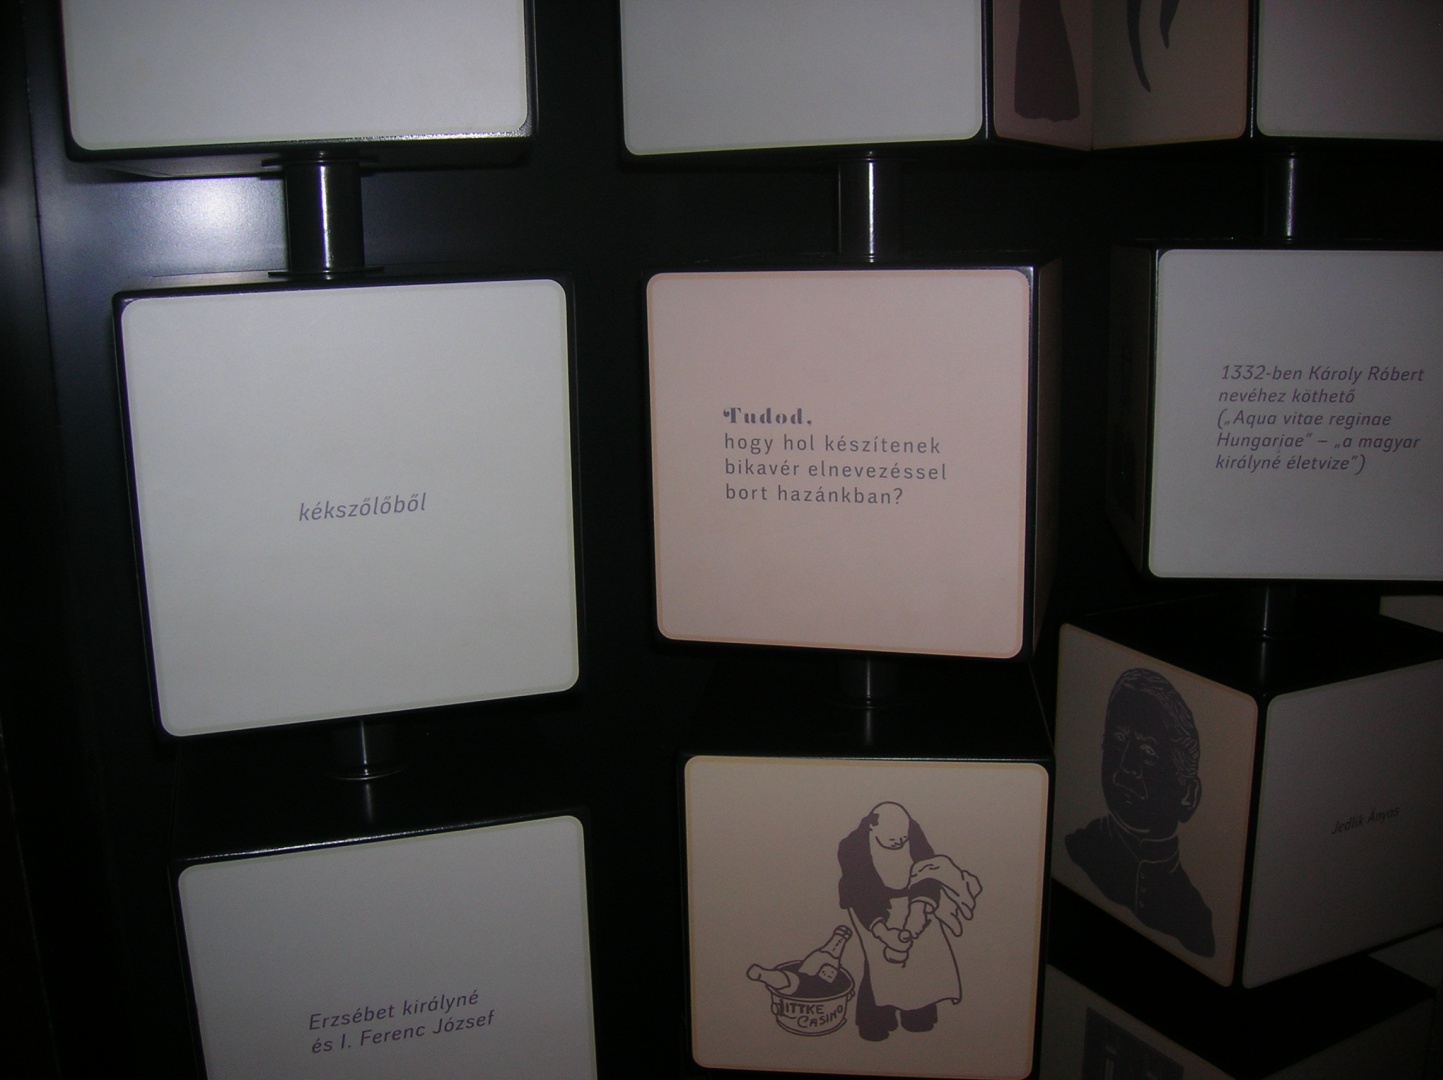 kékszőlőből
Tudod,
hogy hol készítenek
bikavér elnevezéssel
bort hazánkban?
1332-ben Károly Róbert
nevéhez köthető
(„Aqua vitae reginae
Hungariae” – „a magyar
királyné életvize”)
Jedlik Ányos
Erzsébet királyné
és I. Ferenc József
LITTKE
CASINO